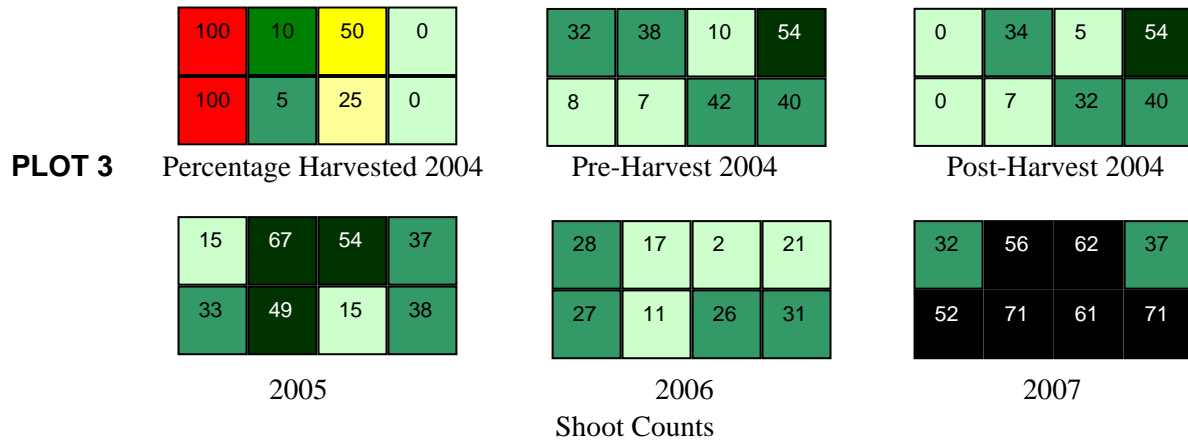 100 10 50 0 32 38 10 54 0 34 5 54
100 5 25 0 8 7 42 40 0 7 32 40
PLOT 3 Percentage Harvested 2004 Pre-Harvest 2004 Post-Harvest 2004
15 67 54 37 28 17 2 21 32 56 62 37
33 49 15 38 27 11 26 31 52 71 61 71
2005 2006 2007
Shoot Counts